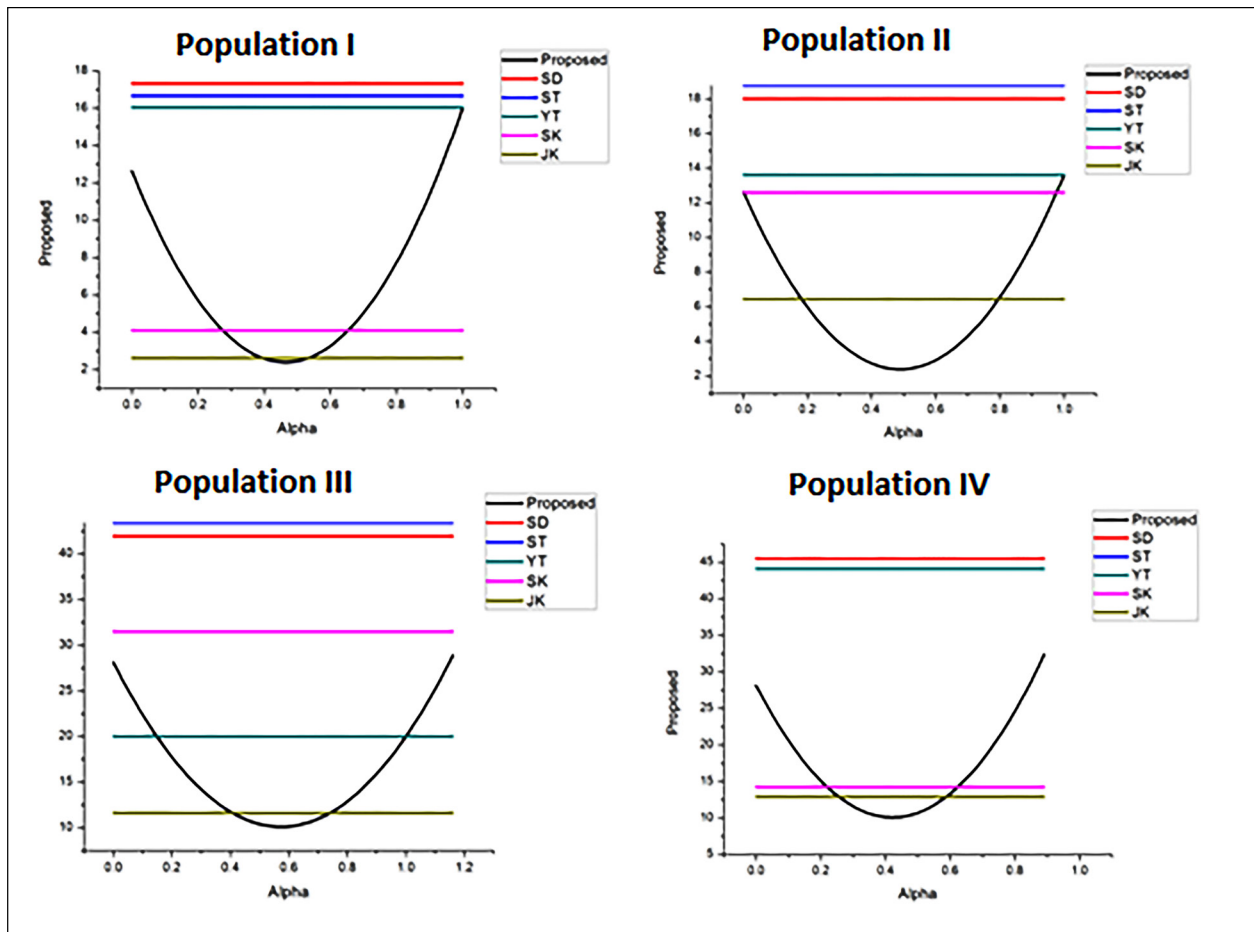 Population I
Proposed
SD
ST
YT
SK
JK
18
16
14
12
10
8
6
4
2
0.0 0.2 0.4 0.6 0.8 1.0
Proposed
Alpha
Population II
Proposed
SD
ST
YT
SK
JK
18
16
14
12
10
8
6
4
2
0.0 0.2 0.4 0.6 0.8 1.0
Proposed
Alpha
Population III
Proposed
SD
ST
YT
SK
JK
40
35
30
25
20
15
10
0.0 0.2 0.4 0.6 0.8 1.0 1.2
Alpha
Population IV
Proposed
SD
ST
YT
SK
JK
45
40
35
30
25
20
15
10
5
0.0 0.2 0.4 0.6 0.8 1.0
Proposed
Alpha